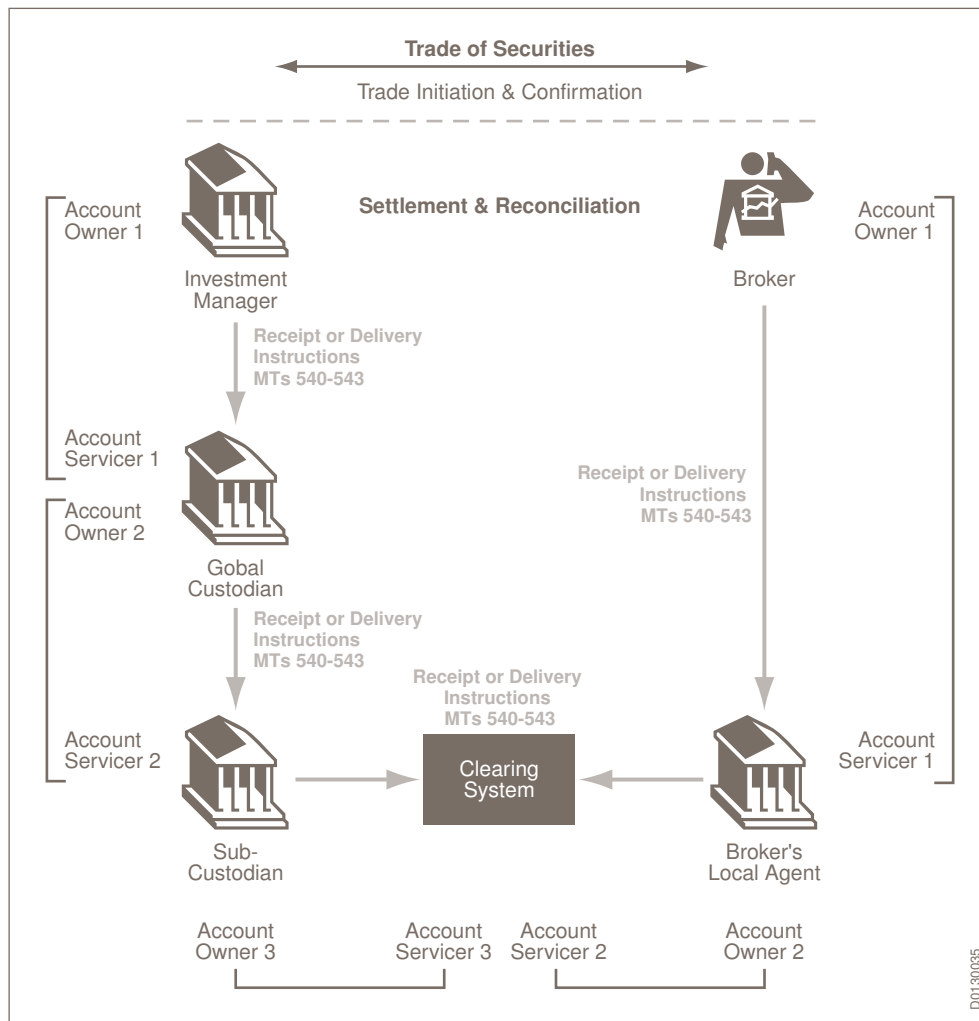 Trade of Securities
Trade Initiation & Confirmation
Settlement & Reconciliation
Account
Owner 1
Investment
Manager
Broker
Account
Owner 1
Receipt or Delivery
Instructions
MTs 540-543
Account
Servicer 1
Account
Owner 2
Gobal
Custodian
Receipt or Delivery
Instructions
MTs 540-543
Receipt or Delivery
Instructions
MTs 540-543
Receipt or Delivery
Instructions
MTs 540-543
Account
Servicer 2
Clearing
System
Account
Servicer 1
Sub-
Custodian
Broker's
Local Agent
Account
Owner 3
Account
Servicer 3
Account
Servicer 2
Account
Owner 2
D0130035